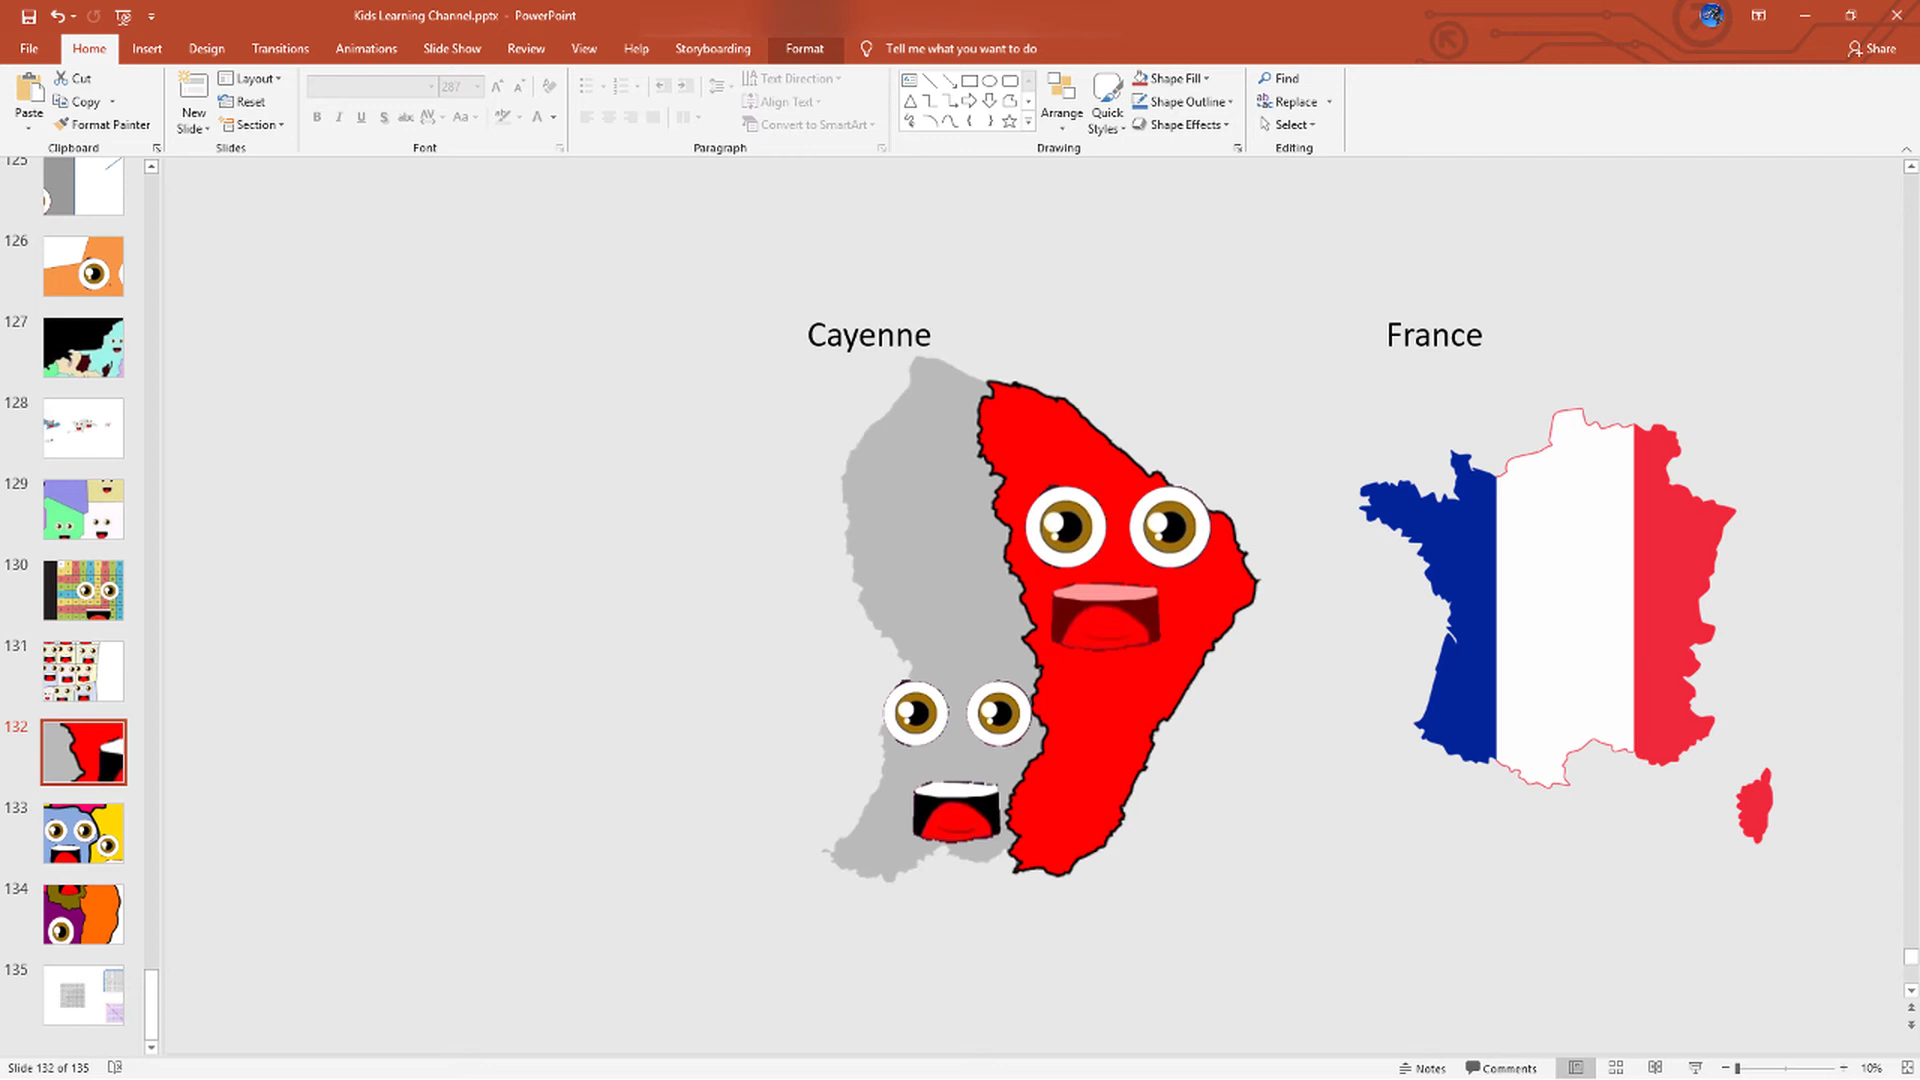 Kids Learning Channel.pptx - PowerPoint
File Home Insert Design Transitions Animations Slide Show Review View Help Storyboarding Format Tell me what you want to do Share
Paste
Cut
Copy
Format Painter
Clipboard
New
Slide
Layout
Reset
Section
Slides
287
B I U S abc AV Aa A
Font
Text Direction
Align Text
Convert to SmartArt
Paragraph
Arrange
Quick
Styles
Shape Fill
Shape Outline
Shape Effects
Drawing
Find
Replace
Select
Editing
125
126
127
128
129
130
131
132
133
134
135
Cayenne
France
Slide 132 of 135
Notes
Comments
10%